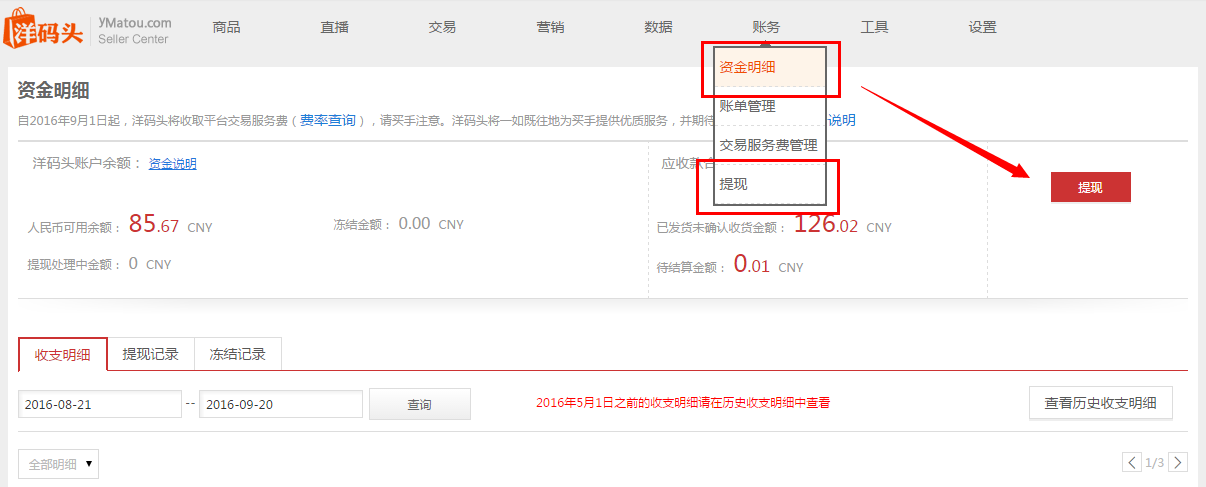 洋码头 YMatou.com
Seller Center
商品 直播 交易 营销 数据 账务 工具 设置
资金明细
账单管理
交易服务费管理
提现
资金明细
自2016年9月1日起，洋码头将收取平台交易服务费（费率查询），请买手注意。洋码头将一如既往地为买手提供优质服务，并期待 说明
洋码头账户余额： 资金说明
应收款合
提现
人民币可用余额： 85.67 CNY
冻结金额： 0.00 CNY
已发货未确认收货金额： 126.02 CNY
提现处理中金额： 0 CNY
待结算金额： 0.01 CNY
收支明细 提现记录 冻结记录
2016-08-21 -- 2016-09-20 查询
2016年5月1日之前的收支明细请在历史收支明细中查看
查看历史收支明细
全部明细
1/3